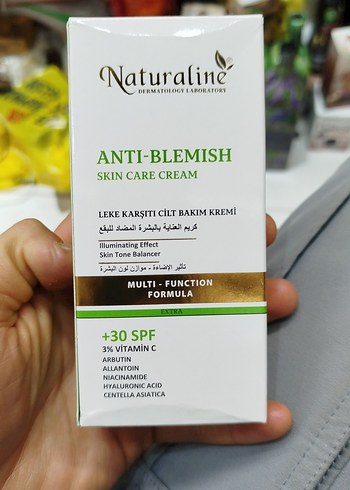 Naturaline
DERMATOLOGY LABORATORY
ANTI-BLEMISH
SKIN CARE CREAM
LEKE KARŞITI CİLT BAKIM KREMİ
كريم العناية بالبشرة المضاد للبقع
Illuminating Effect
Skin Tone Balancer
تأثير الإضاءة - موازن لون البشرة
MULTI - FUNCTION
FORMULA
EXTRA
+30 SPF
3% VİTAMİN C
ARBUTIN
ALLANTOIN
NIACINAMIDE
HYALURONIC ACID
CENTELLA ASIATICA